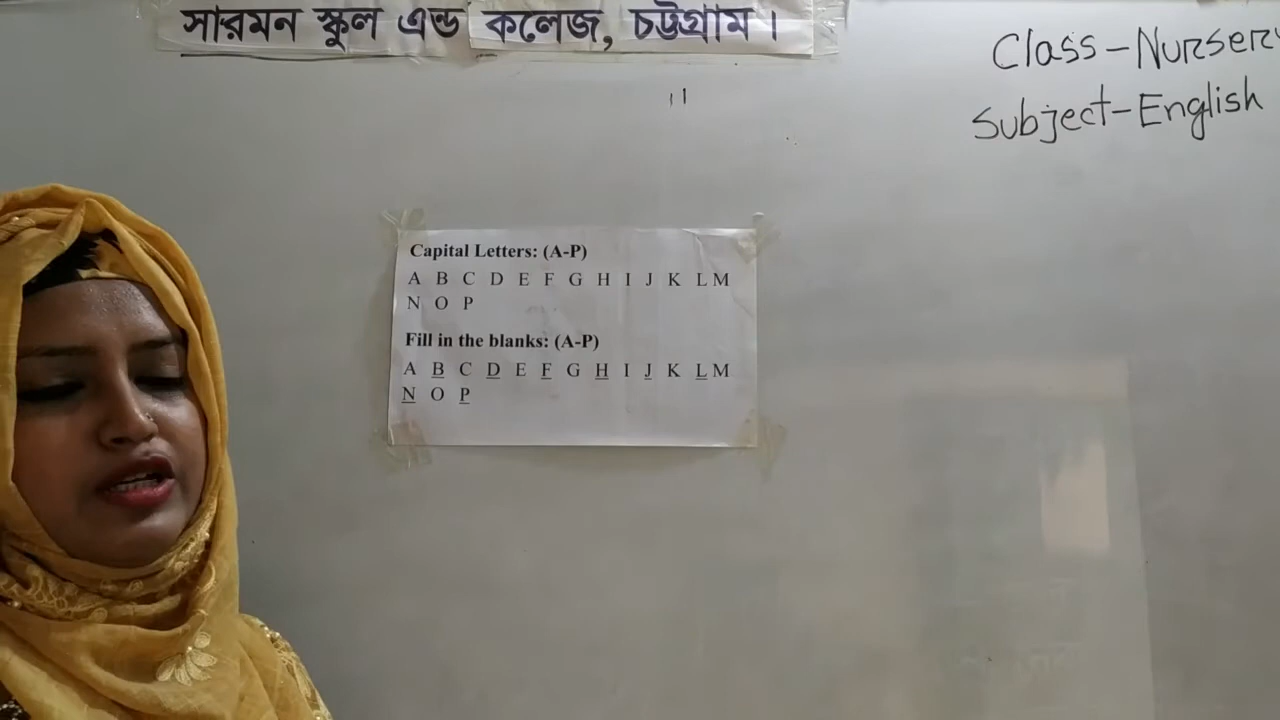 সারমন স্কুল এন্ড কলেজ, চট্টগ্রাম।
Class-Nursery
Subject-English
Capital Letters: (A-P)
A B C D E F G H I J K L M
N O P
Fill in the blanks: (A-P)
A B C D E F G H I J K L M
N O P